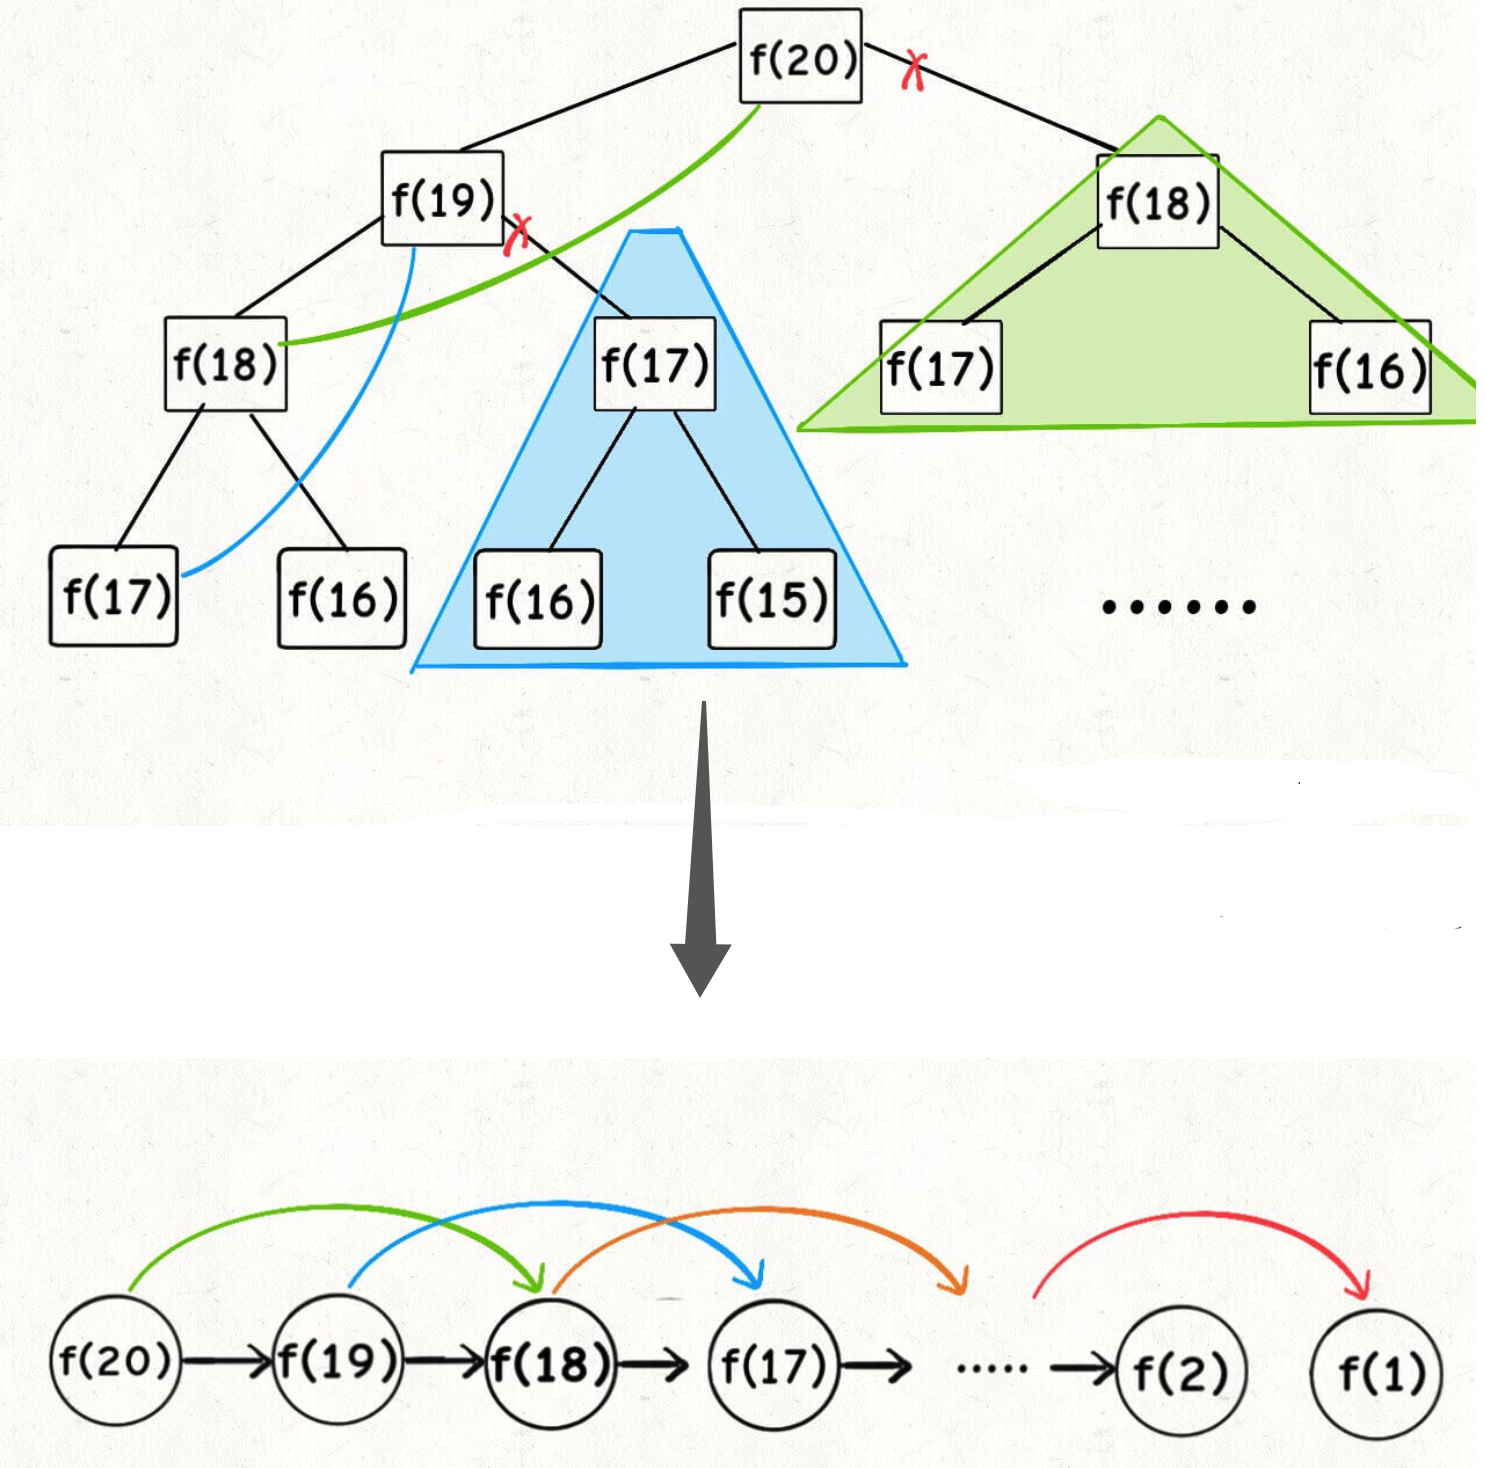 f(20)
f(19)
f(18)
f(18)
f(17)
f(17)
f(16)
f(17)
f(16)
f(16)
f(15)
......
f(20)
f(19)
f(18)
f(17)
.....
f(2)
f(1)